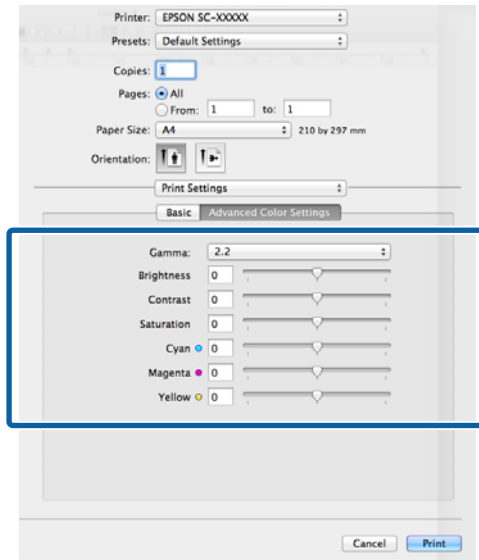 Printer: EPSON SC-XXXXX
Presets: Default Settings
Copies: 1
Pages: All
From: 1 to: 1
Paper Size: A4 210 by 297 mm
Orientation:
Print Settings
Basic Advanced Color Settings
Gamma: 2.2
Brightness 0
Contrast 0
Saturation 0
Cyan 0
Magenta 0
Yellow 0
Cancel Print